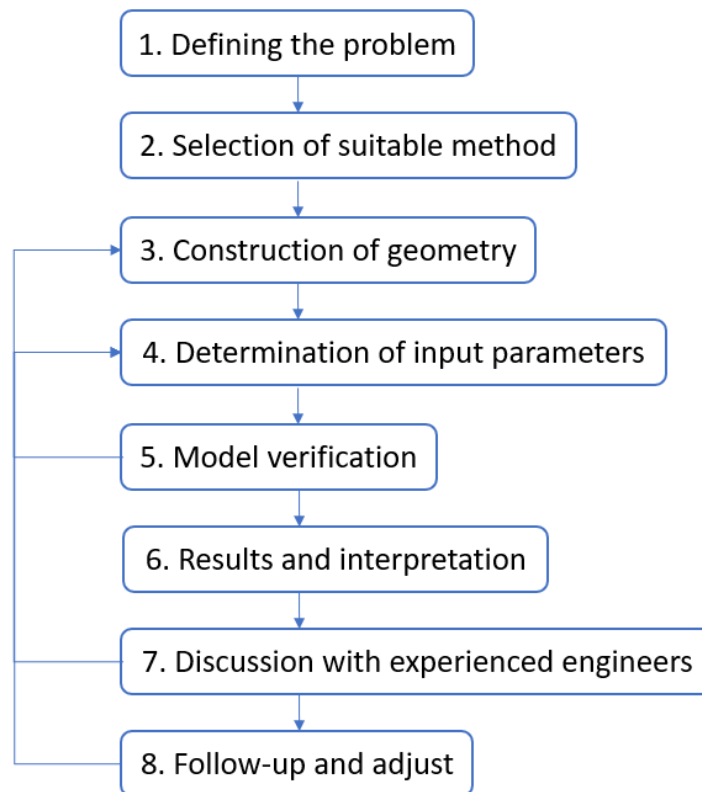 1. Defining the problem
2. Selection of suitable method
3. Construction of geometry
4. Determination of input parameters
5. Model verification
6. Results and interpretation
7. Discussion with experienced engineers
8. Follow-up and adjust